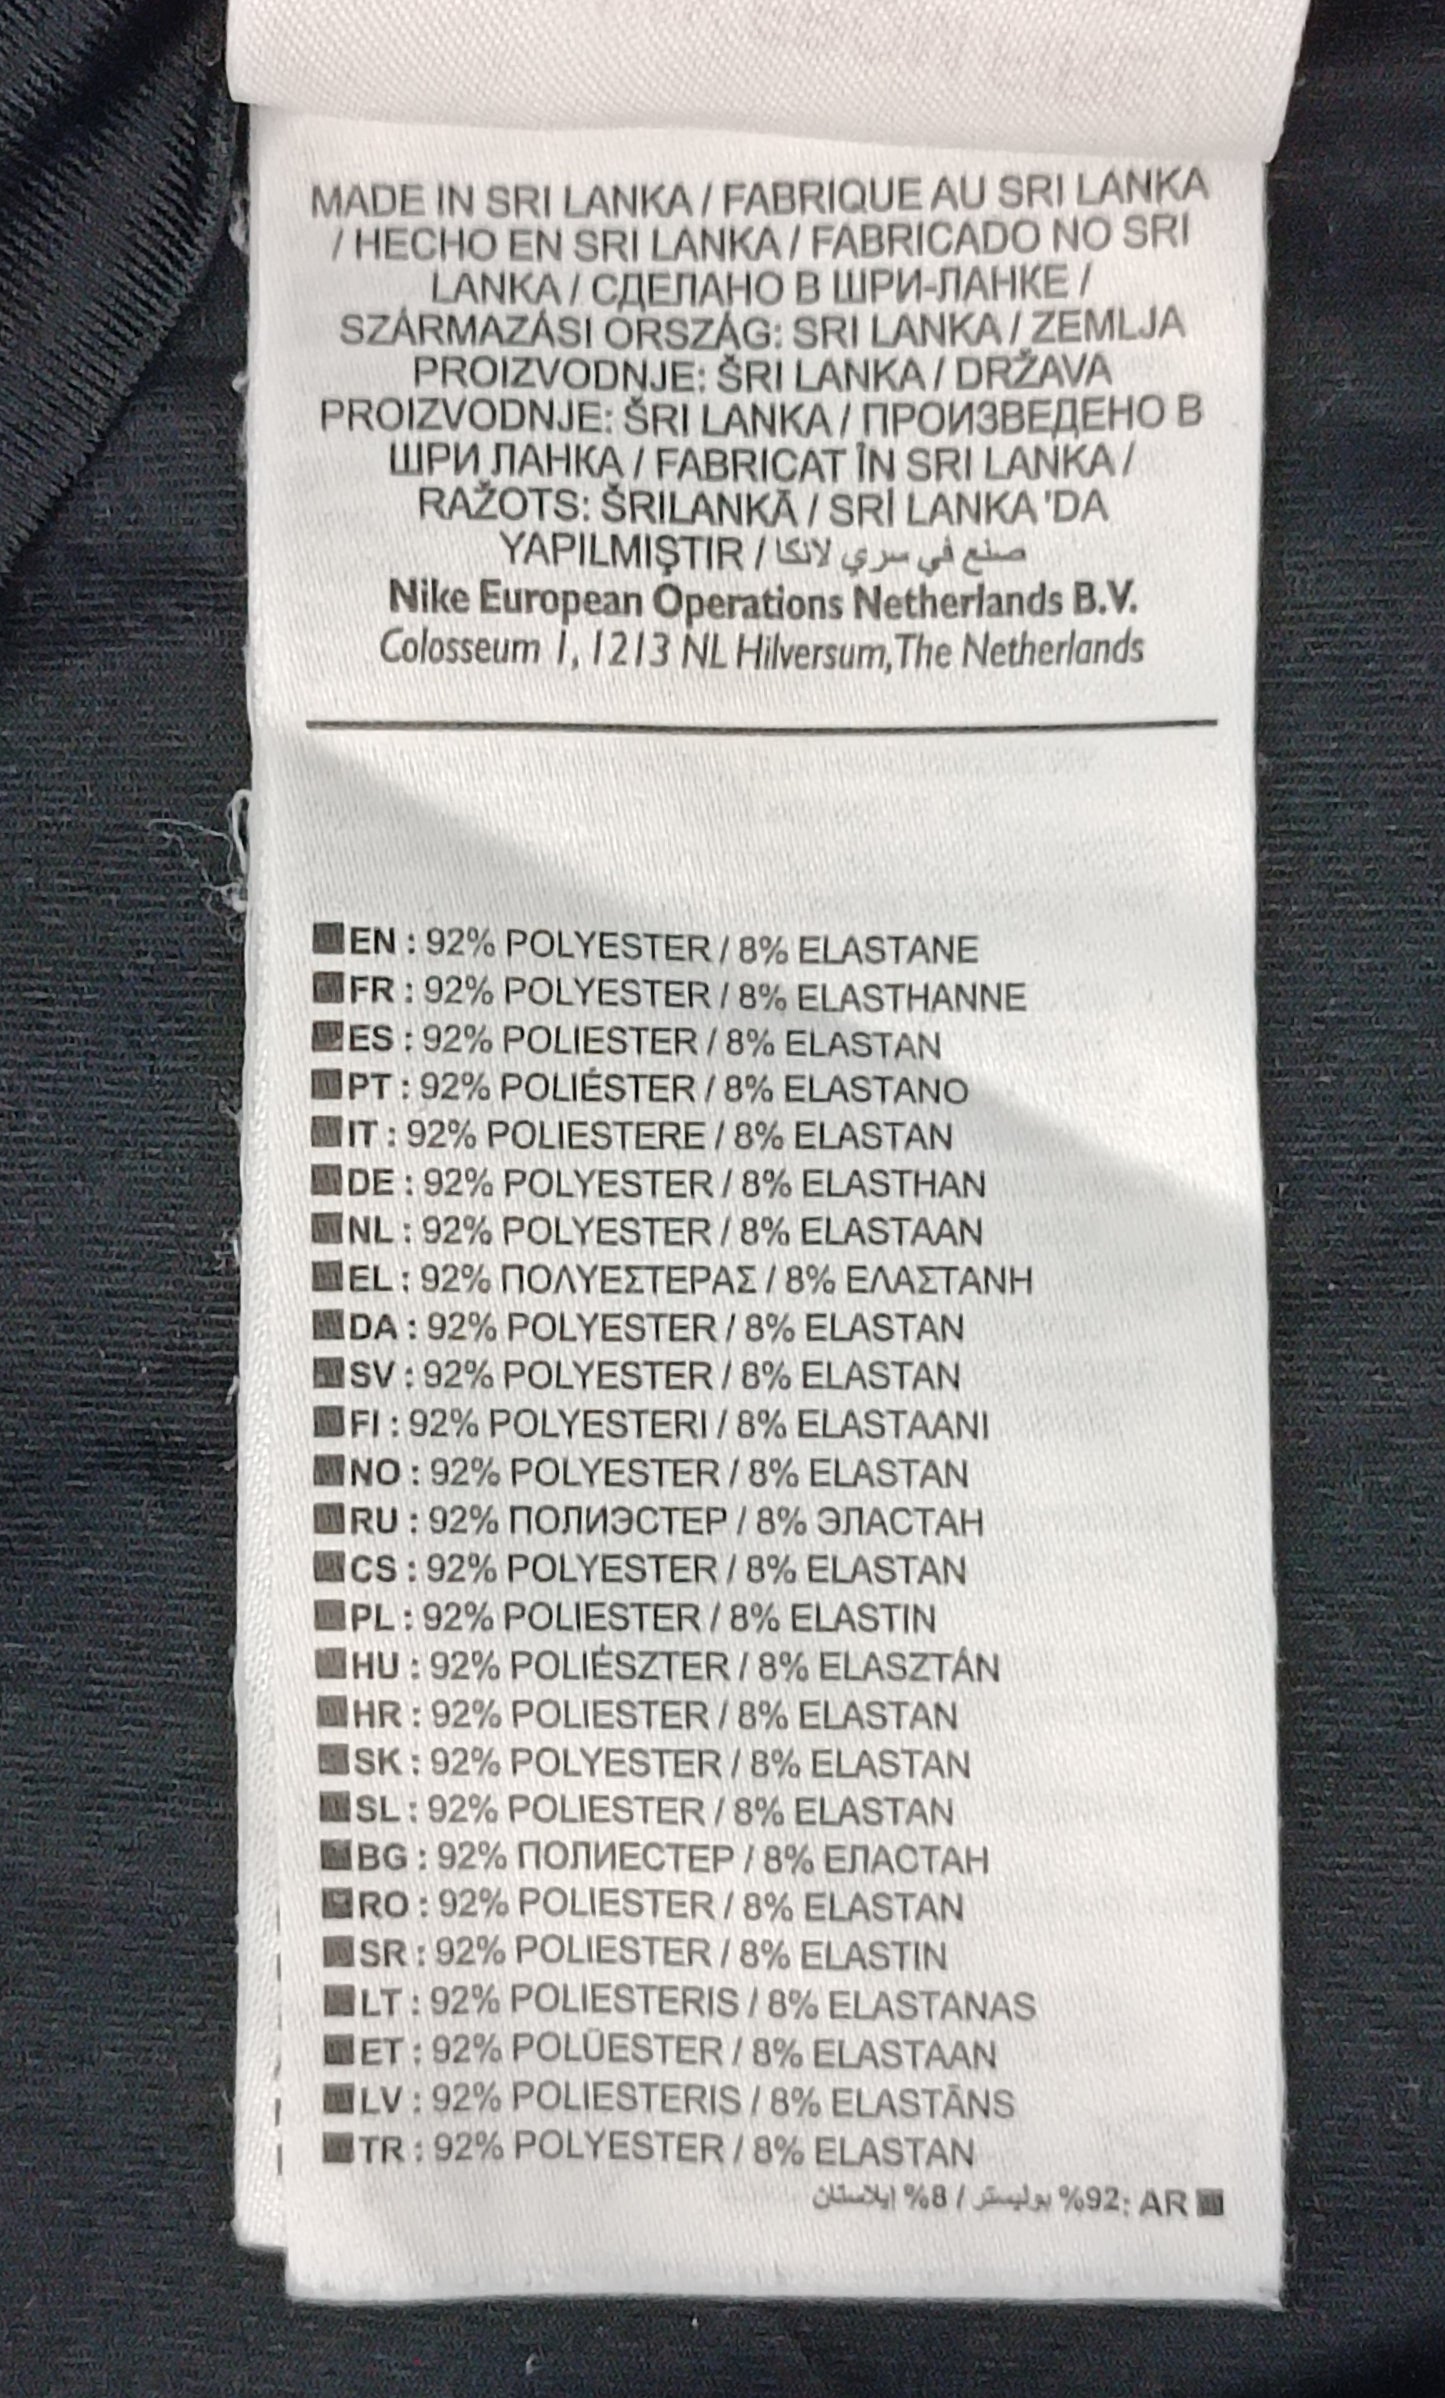 MADE IN SRI LANKA / FABRIQUE AU SRI LANKA
/ HECHO EN SRI LANKA / FABRICADO NO SRI
LANKA / СДЕЛАНО В ШРИ-ЛАНКЕ /
SZÁRMAZÁSI ORSZÁG: SRI LANKA / ZEMLJA
PROIZVODNJE: ŠRI LANKA / DRŽAVA
PROIZVODNJE: ŠRI LANKA / ПРОИЗВЕДЕНО В
ШРИ ЛАНКА / FABRICAT ÎN SRI LANKA /
RAŽOTS: ŠRILANKĀ / SRİ LANKA 'DA
YAPILMIŞTIR / صنع في سري لانكا
Nike European Operations Netherlands B.V.
Colosseum 1, 1213 NL Hilversum, The Netherlands
EN : 92% POLYESTER / 8% ELASTANE
FR : 92% POLYESTER / 8% ELASTHANNE
ES : 92% POLIESTER / 8% ELASTAN
PT : 92% POLIÉSTER / 8% ELASTANO
IT : 92% POLIESTERE / 8% ELASTAN
DE : 92% POLYESTER / 8% ELASTHAN
NL : 92% POLYESTER / 8% ELASTAAN
EL : 92% ΠΟΛΥΕΣΤΕΡΑΣ / 8% ΕΛΑΣΤΑΝΗ
DA : 92% POLYESTER / 8% ELASTAN
SV : 92% POLYESTER / 8% ELASTAN
FI : 92% POLYESTERI / 8% ELASTAANI
NO : 92% POLYESTER / 8% ELASTAN
RU : 92% ПОЛИЭСТЕР / 8% ЭЛАСТАН
CS : 92% POLYESTER / 8% ELASTAN
PL : 92% POLIESTER / 8% ELASTIN
HU : 92% POLIÉSZTER / 8% ELASZTÁN
HR : 92% POLIESTER / 8% ELASTAN
SK : 92% POLYESTER / 8% ELASTAN
SL : 92% POLIESTER / 8% ELASTAN
BG : 92% ПОЛИЕСТЕР / 8% ЕЛАСТАН
RO : 92% POLIESTER / 8% ELASTAN
SR : 92% POLIESTER / 8% ELASTIN
LT : 92% POLIESTERIS / 8% ELASTANAS
ET : 92% POLÜESTER / 8% ELASTAAN
LV : 92% POLIESTERIS / 8% ELASTĀNS
TR : 92% POLYESTER / 8% ELASTAN
AR :92% بوليستر / 8% إيلاستان